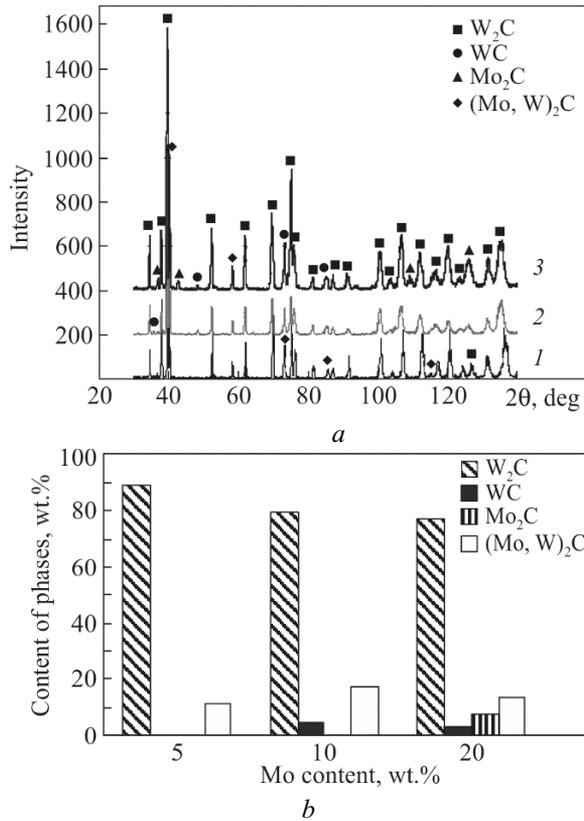 1600
1400
1200
1000
800
600
400
200
Intensity
W₂C
WC
Mo₂C
(Mo, W)₂C
3
2
1
20 40 60 80 100 120 2θ, deg
a
100
80
60
40
20
0
Content of phases, wt.%
W₂C
WC
Mo₂C
(Mo, W)₂C
5 10 20
Mo content, wt.%
b